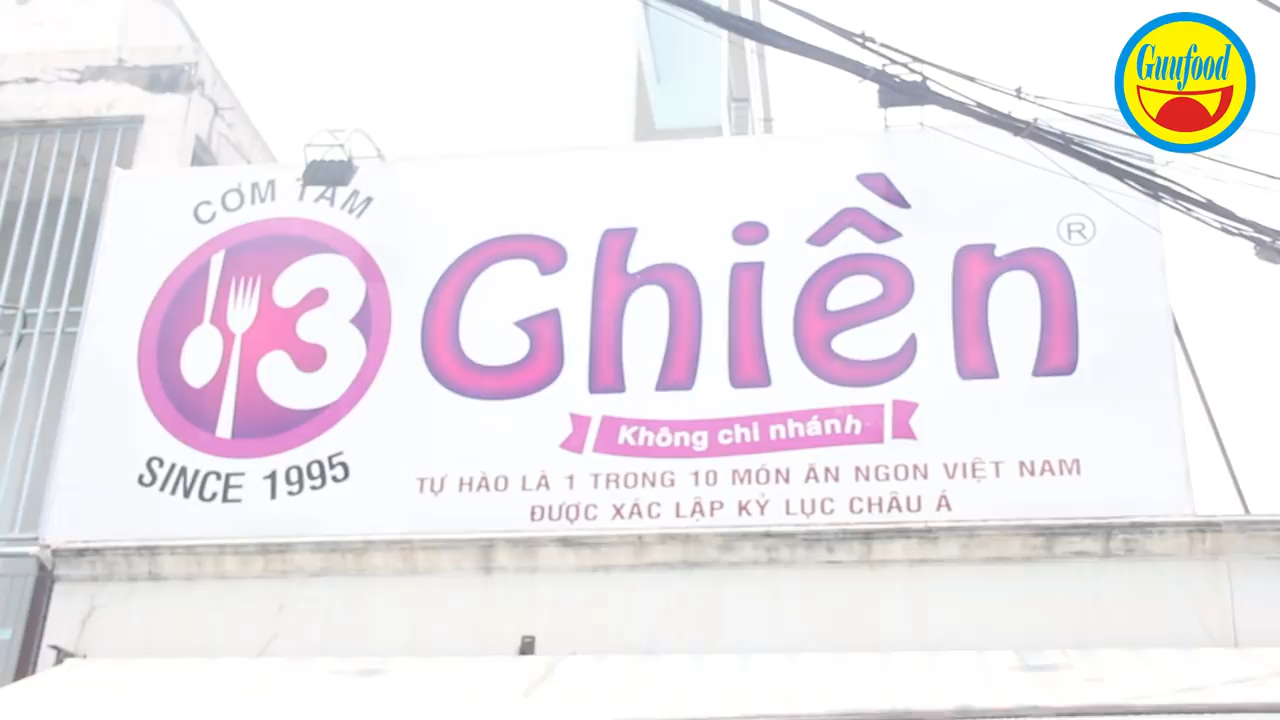 CƠM TẤM
3
Ghiền
®
Không chi nhánh
SINCE 1995
TỰ HÀO LÀ 1 TRONG 10 MÓN ĂN NGON VIỆT NAM
ĐƯỢC XÁC LẬP KỶ LỤC CHÂU Á
Guufood